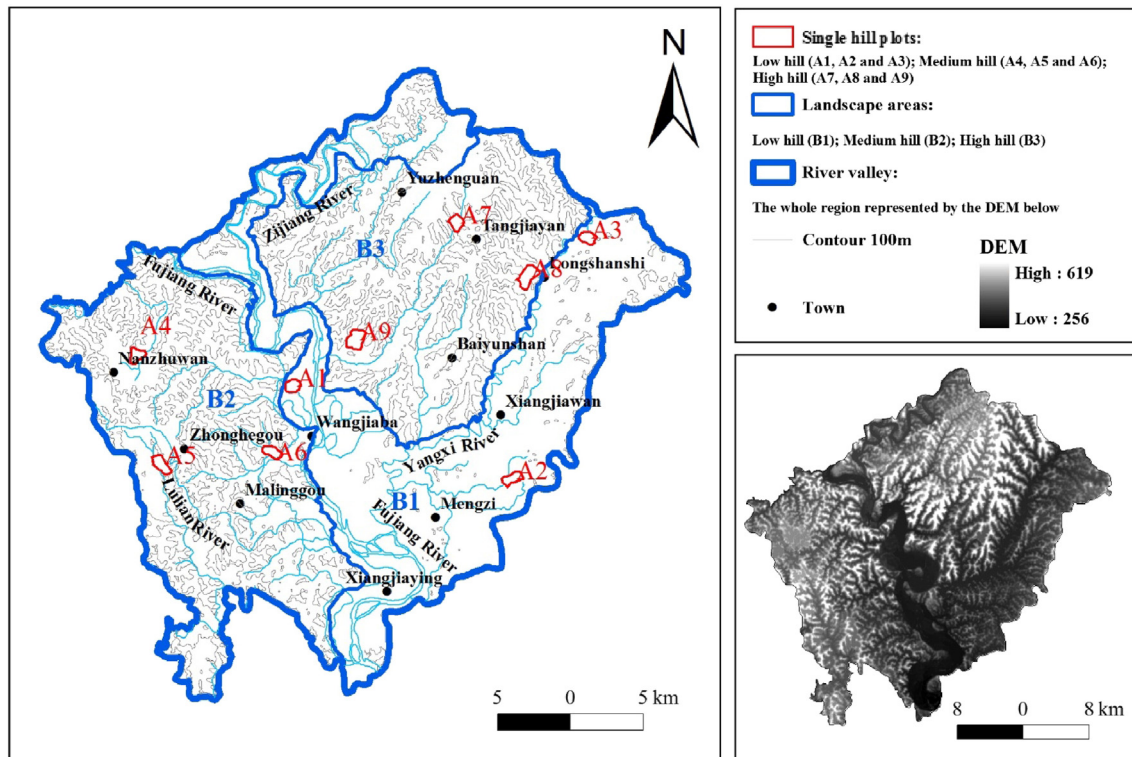 N
Yuzhenguan
Zijiang River
A7
Tangjiayan
A3
B3
Longshanshi
A8
Fujiang River
A4
A9
Nanzhuwan
Baiyunshan
A1
B2
Xiangjiawan
Wangjiaba
Zhonghegou
A6
Yangxi River
A5
A2
Malinggou
B1
Mengzi
LulianRiver
Fujiang River
Xiangjiaying
5 0 5 km
Single hill plots:
Low hill (A1, A2 and A3); Medium hill (A4, A5 and A6);
High hill (A7, A8 and A9)
Landscape areas:
Low hill (B1); Medium hill (B2); High hill (B3)
River valley:
The whole region represented by the DEM below
Contour 100m
DEM
High : 619
Town
Low : 256
8 0 8 km